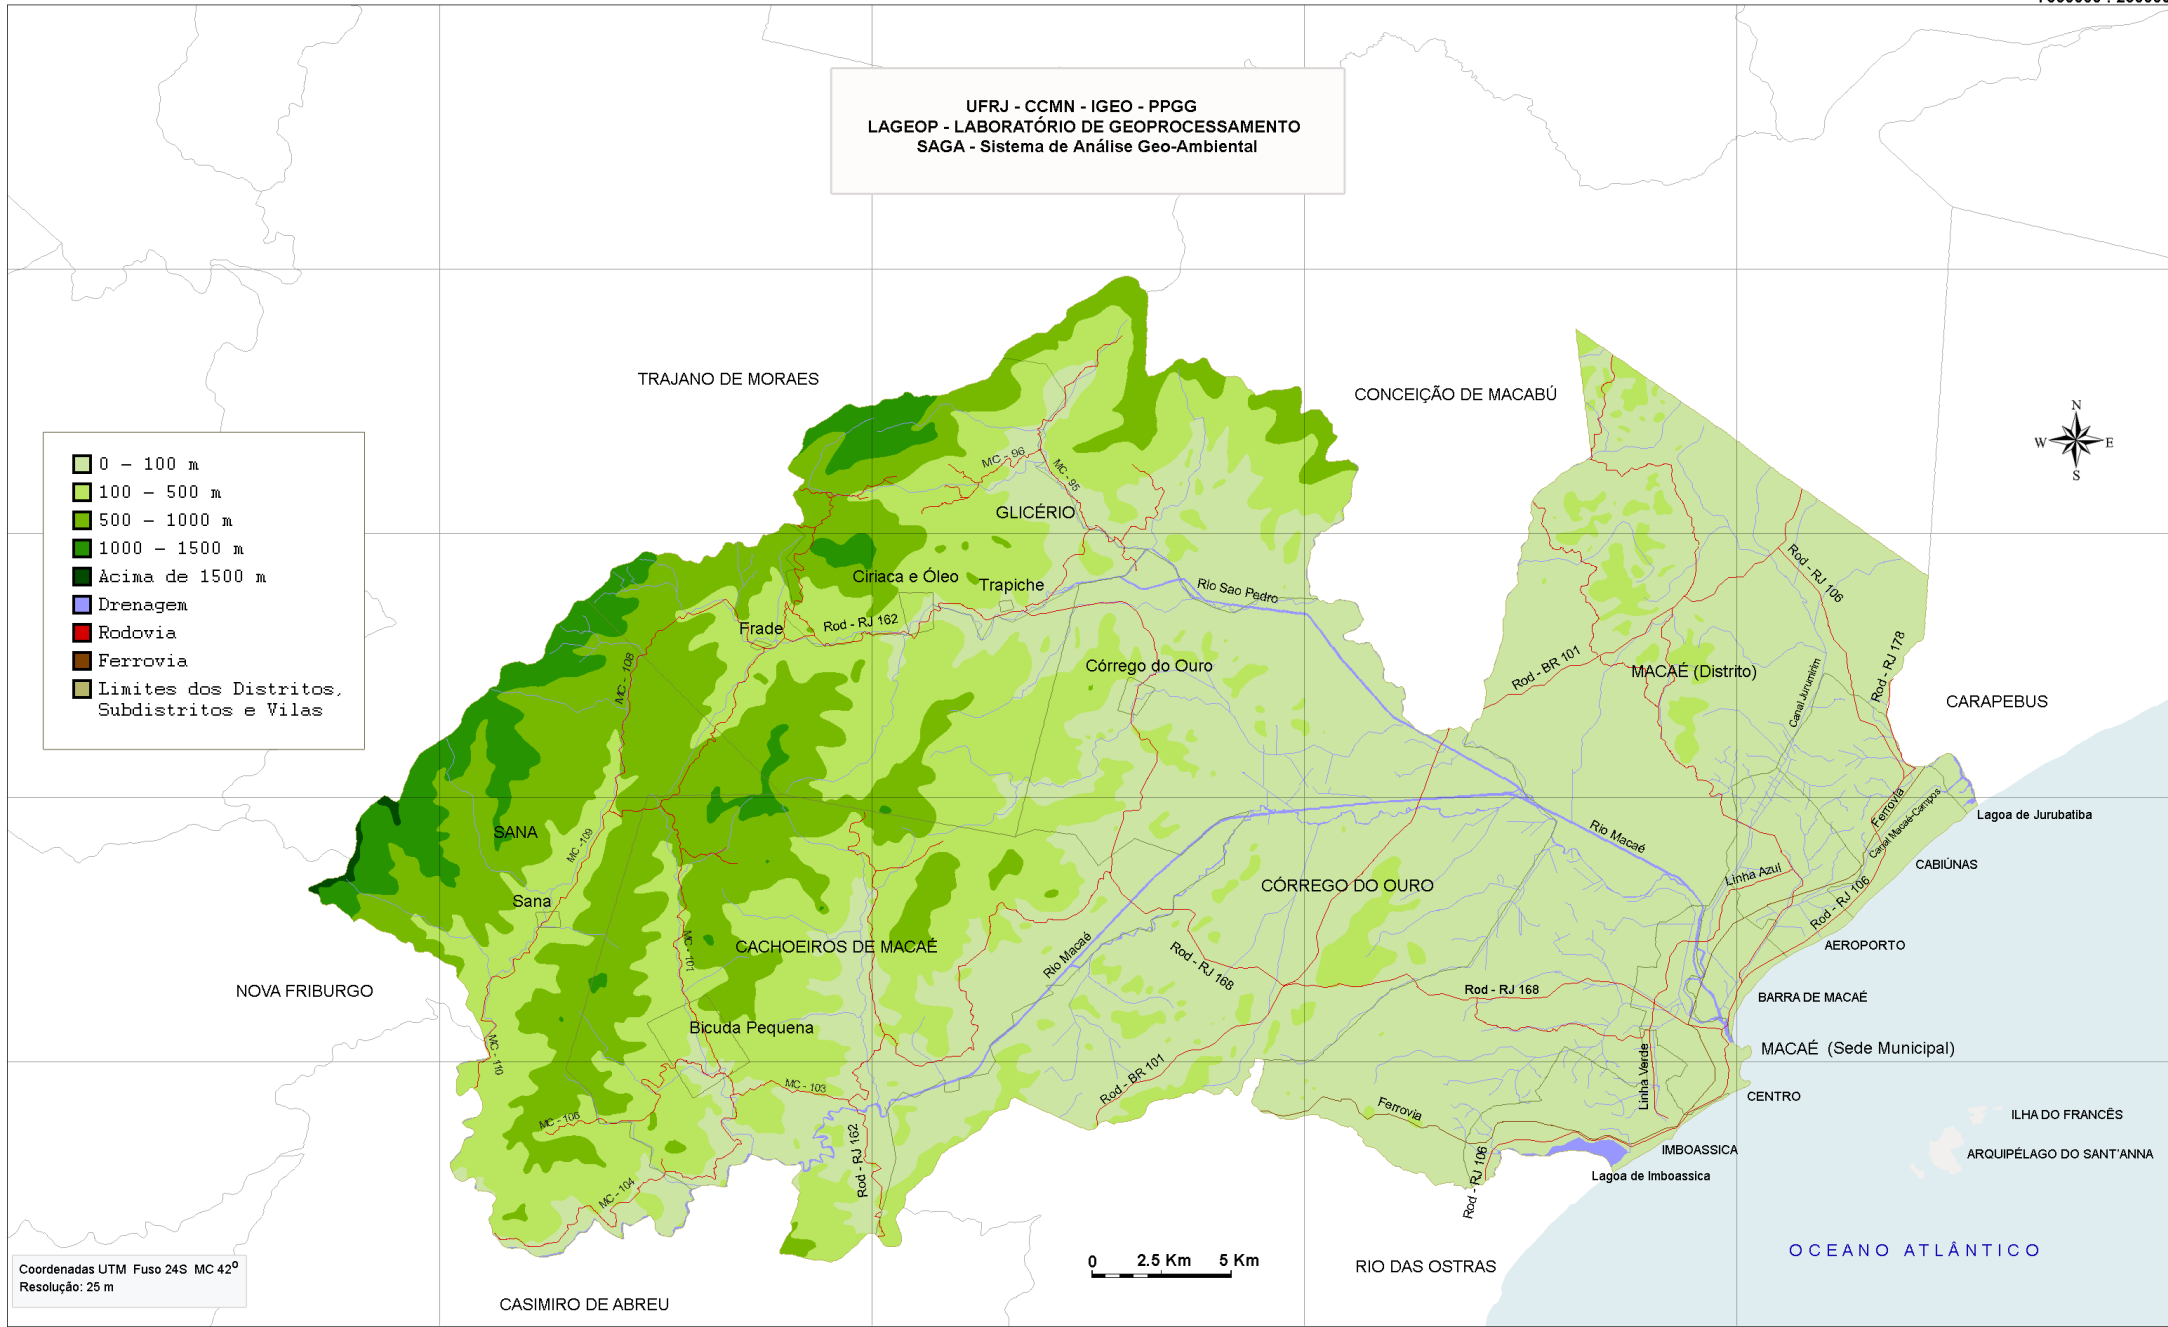 UFRJ - CCMN - IGEO - PPGG
LAGEOP - LABORATÓRIO DE GEOPROCESSAMENTO
SAGA - Sistema de Análise Geo-Ambiental
TRAJANO DE MORAES
CONCEIÇÃO DE MACABÚ
N
W
E
S
0 - 100 m
100 - 500 m
500 - 1000 m
1000 - 1500 m
Acima de 1500 m
Drenagem
Rodovia
Ferrovia
Limites dos Distritos,
Subdistritos e Vilas
MC - 96
MC - 95
GLICÉRIO
Ciriaca e Óleo
Trapiche
Rio Sao Pedro
Rod - RJ 106
Frade
Rod - RJ 162
MC - 108
Córrego do Ouro
Rod - BR 101
MACAÉ (Distrito)
Canal Jurumirim
Rod - RJ 178
CARAPEBUS
SANA
MC - 109
Rio Macaé
Ferrovia
Canal Macaé-Campos
Lagoa de Jurubatiba
CABIÚNAS
Linha Azul
Rod - RJ 106
CÓRREGO DO OURO
Sana
MC - 101
CACHOEIROS DE MACAÉ
Rio Macaé
Rod - RJ 168
AEROPORTO
NOVA FRIBURGO
Rod - RJ 168
BARRA DE MACAÉ
Bicuda Pequena
MC - 110
MACAÉ (Sede Municipal)
Linha Verde
MC - 103
Rod - BR 101
CENTRO
Ferrovia
MC - 106
ILHA DO FRANCÊS
Rod - RJ 162
IMBOASSICA
ARQUIPÉLAGO DO SANT'ANNA
Lagoa de Imboassica
MC - 104
Rod - RJ 106
OCEANO ATLÂNTICO
0 2.5 Km 5 Km
RIO DAS OSTRAS
Coordenadas UTM Fuso 24S MC 42º
Resolução: 25 m
CASIMIRO DE ABREU